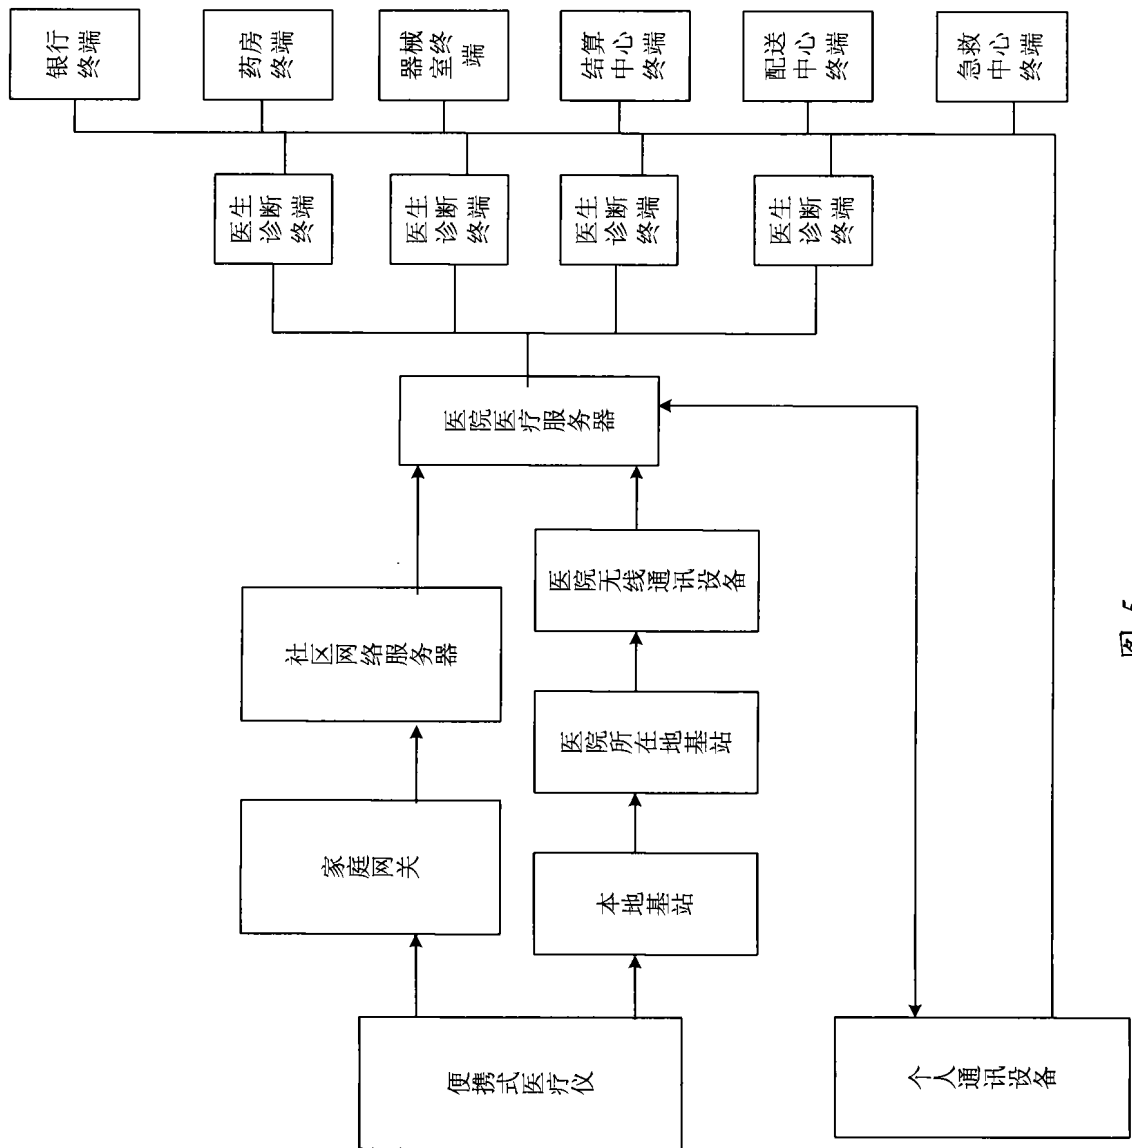 银行
终端
药房
终端
器械
室终
端
结算
中心
终端
配送
中心
终端
急救
中心
终端
医生
诊断
终端
医生
诊断
终端
医生
诊断
终端
医生
诊断
终端
医院医疗服务器
社区网络服务器
医院无线通讯设备
医院所在地基站
家庭网关
本地基站
便携式医疗仪
个人通讯设备
图 5